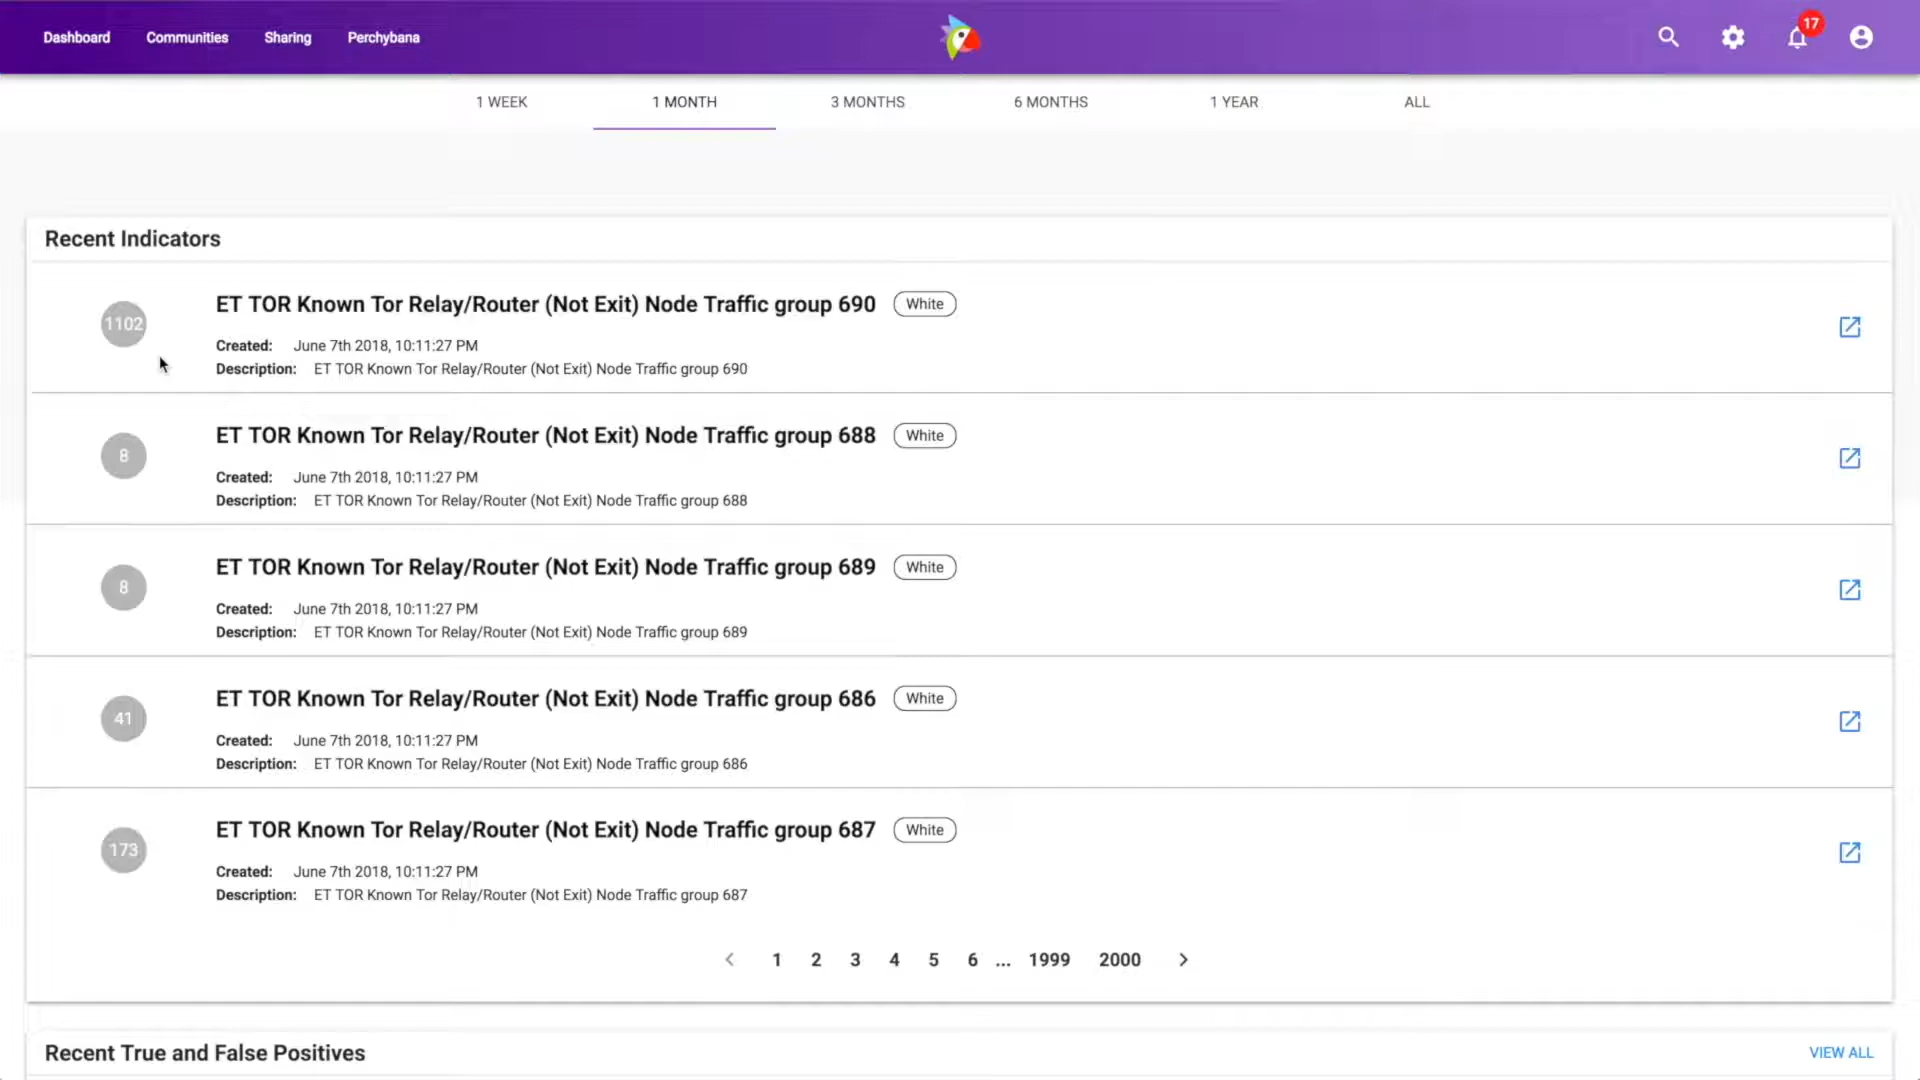 Dashboard Communities Sharing Perchybana 17
1 WEEK 1 MONTH 3 MONTHS 6 MONTHS 1 YEAR ALL
Recent Indicators
1102
ET TOR Known Tor Relay/Router (Not Exit) Node Traffic group 690 White
Created: June 7th 2018, 10:11:27 PM
Description: ET TOR Known Tor Relay/Router (Not Exit) Node Traffic group 690
8
ET TOR Known Tor Relay/Router (Not Exit) Node Traffic group 688 White
Created: June 7th 2018, 10:11:27 PM
Description: ET TOR Known Tor Relay/Router (Not Exit) Node Traffic group 688
8
ET TOR Known Tor Relay/Router (Not Exit) Node Traffic group 689 White
Created: June 7th 2018, 10:11:27 PM
Description: ET TOR Known Tor Relay/Router (Not Exit) Node Traffic group 689
41
ET TOR Known Tor Relay/Router (Not Exit) Node Traffic group 686 White
Created: June 7th 2018, 10:11:27 PM
Description: ET TOR Known Tor Relay/Router (Not Exit) Node Traffic group 686
173
ET TOR Known Tor Relay/Router (Not Exit) Node Traffic group 687 White
Created: June 7th 2018, 10:11:27 PM
Description: ET TOR Known Tor Relay/Router (Not Exit) Node Traffic group 687
1 2 3 4 5 6 ... 1999 2000
Recent True and False Positives VIEW ALL